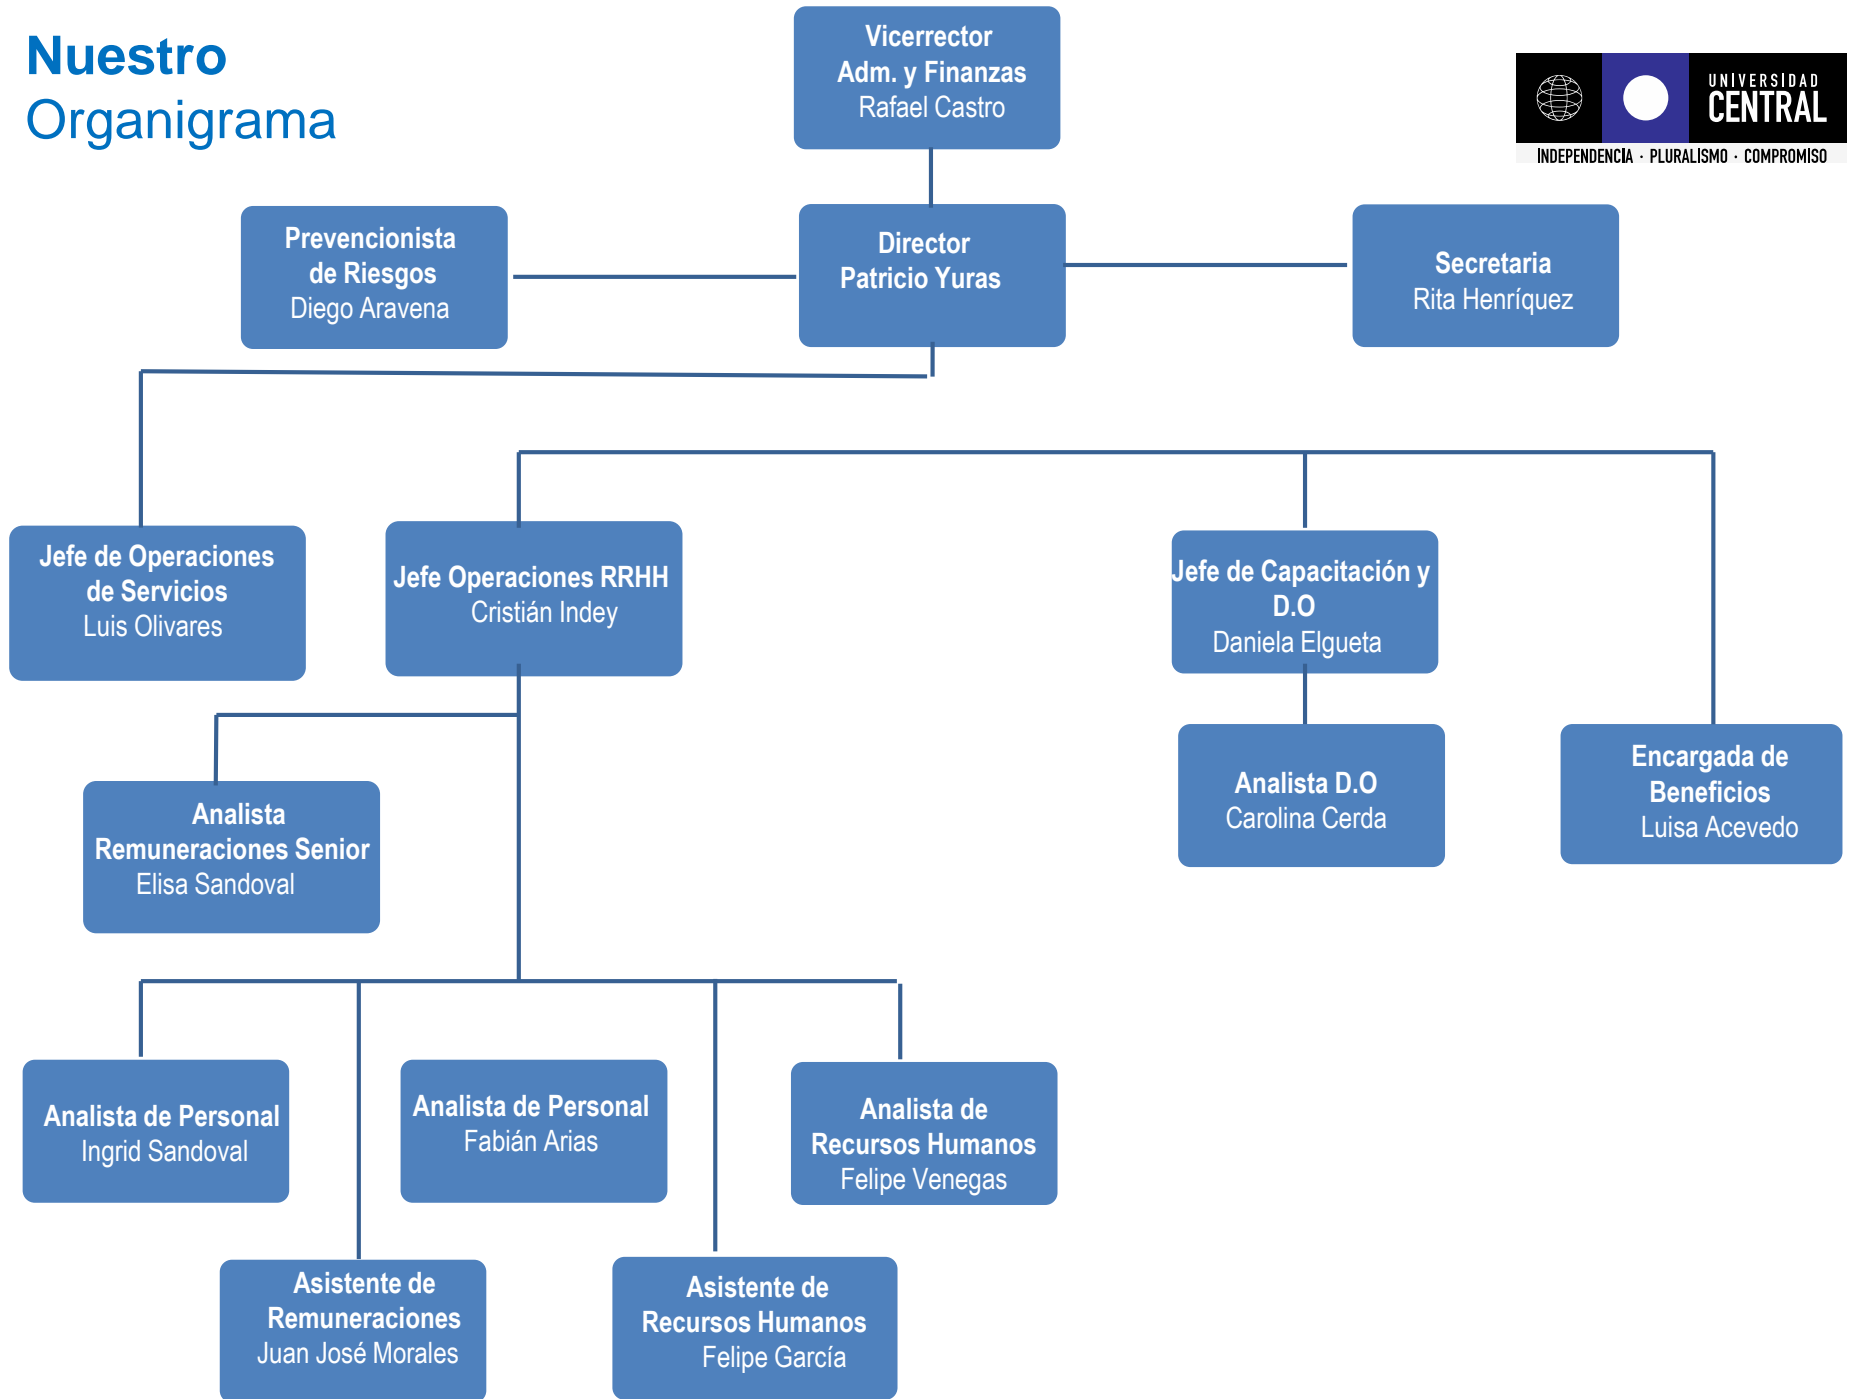 Nuestro
Organigrama
Vicerrector
Adm. y Finanzas
Rafael Castro
UNIVERSIDAD
CENTRAL
INDEPENDENCIA · PLURALISMO · COMPROMISO
Prevencionista
de Riesgos
Diego Aravena
Director
Patricio Yuras
Secretaria
Rita Henríquez
Jefe de Operaciones
de Servicios
Luis Olivares
Jefe Operaciones RRHH
Cristián Indey
Jefe de Capacitación y
D.O
Daniela Elgueta
Analista
Remuneraciones Senior
Elisa Sandoval
Analista D.O
Carolina Cerda
Encargada de
Beneficios
Luisa Acevedo
Analista de Personal
Ingrid Sandoval
Analista de Personal
Fabián Arias
Analista de
Recursos Humanos
Felipe Venegas
Asistente de
Remuneraciones
Juan José Morales
Asistente de
Recursos Humanos
Felipe García